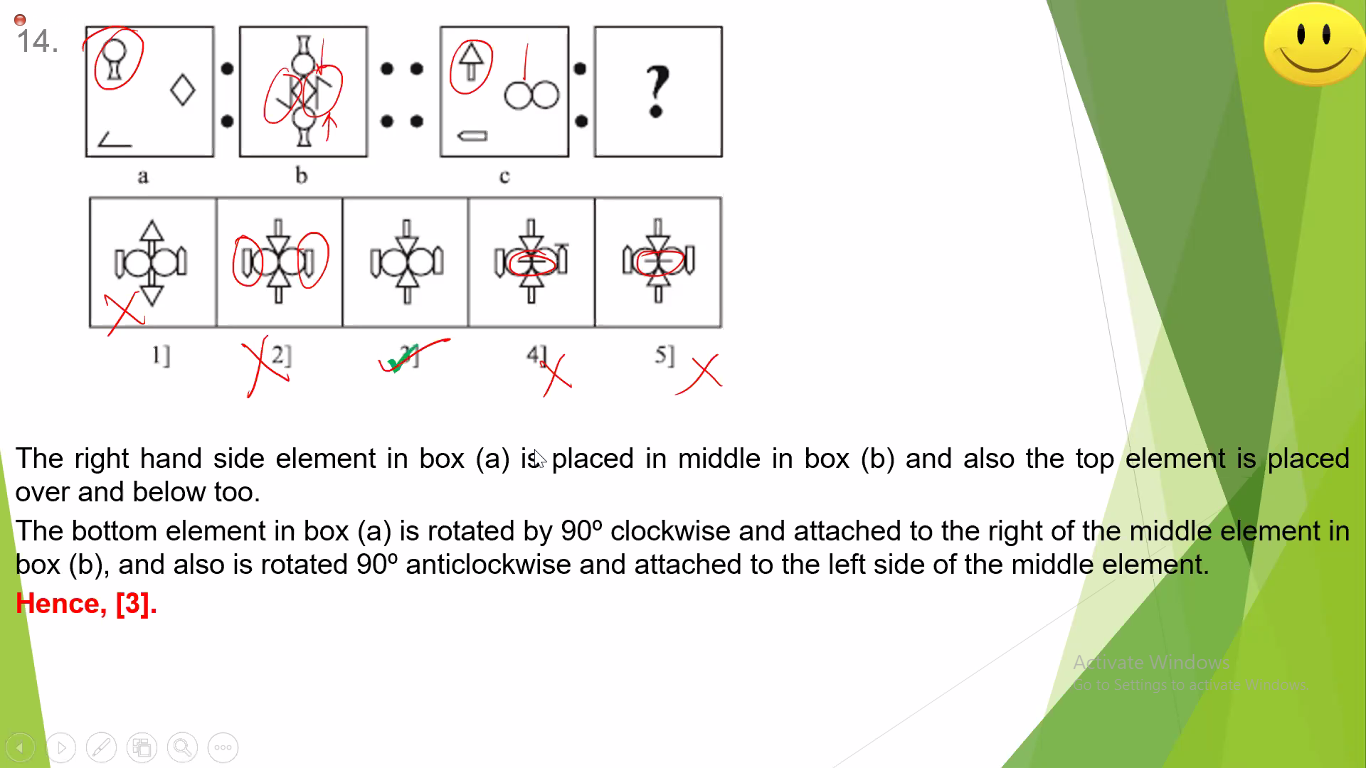 14.
?
a b c
1] 2] 3] 4] 5]
The right hand side element in box (a) is placed in middle in box (b) and also the top element is placed
over and below too.
The bottom element in box (a) is rotated by 90º clockwise and attached to the right of the middle element in
box (b), and also is rotated 90º anticlockwise and attached to the left side of the middle element.
Hence, [3].
Activate Windows
Go to Settings to activate Windows.